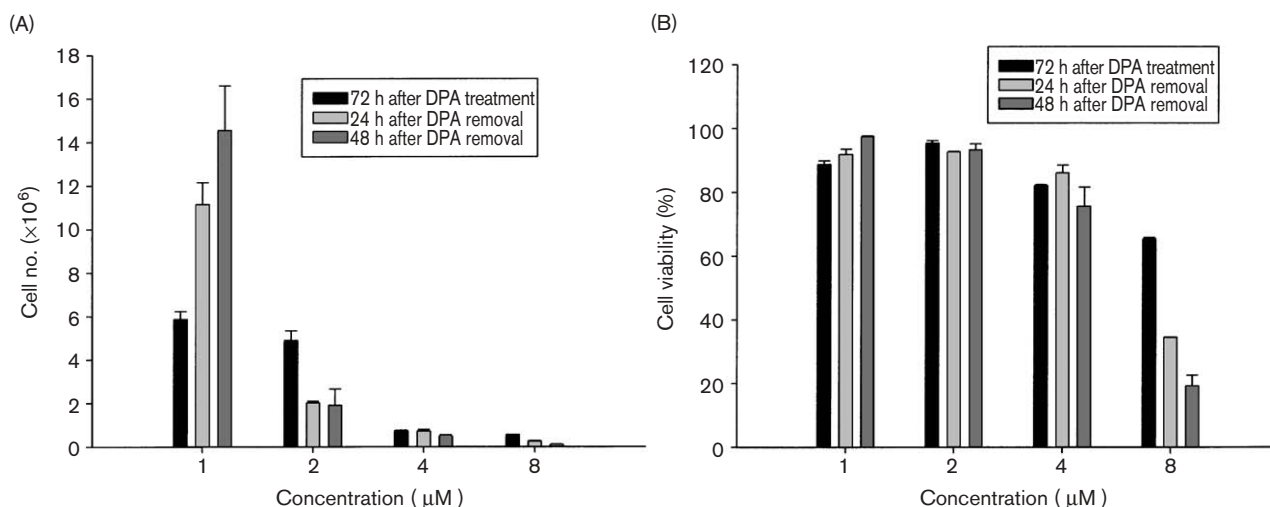 (A)
18
16
14
12
10
8
6
4
2
0
Cell no. (×10⁶)
72 h after DPA treatment
24 h after DPA removal
48 h after DPA removal
1 2 4 8
Concentration ( μM)
(B)
120
100
80
60
40
20
0
Cell viability (%)
72 h after DPA treatment
24 h after DPA removal
48 h after DPA removal
1 2 4 8
Concentration ( μM)